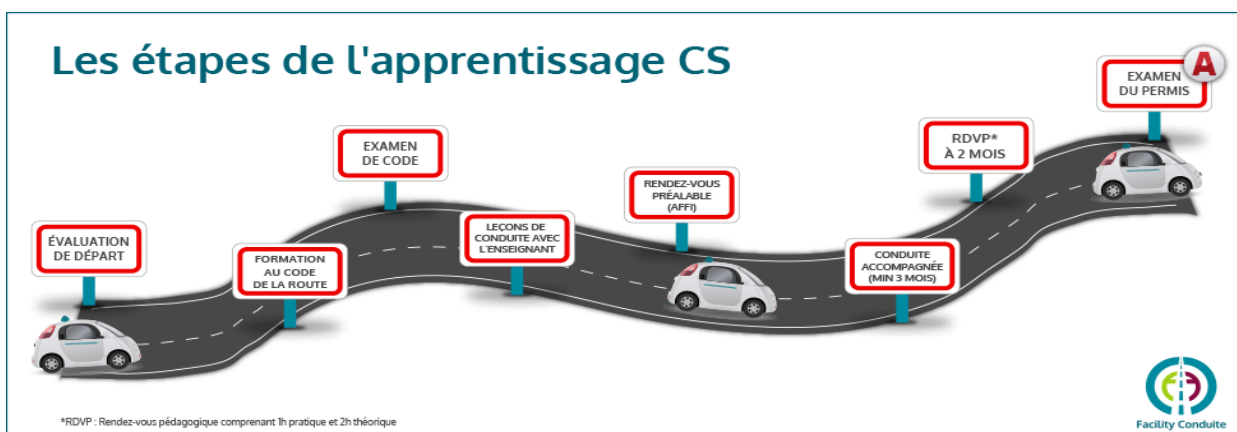 Les étapes de l'apprentissage CS
ÉVALUATION
DE DÉPART
FORMATION
AU CODE
DE LA ROUTE
EXAMEN
DE CODE
LEÇONS DE
CONDUITE AVEC
L'ENSEIGNANT
RENDEZ-VOUS
PRÉALABLE
(AFFI)
CONDUITE
ACCOMPAGNÉE
(MIN 3 MOIS)
RDVP*
À 2 MOIS
EXAMEN
DU PERMIS
A
*RDVP : Rendez-vous pédagogique comprenant 1h pratique et 2h théorique
Facility Conduite